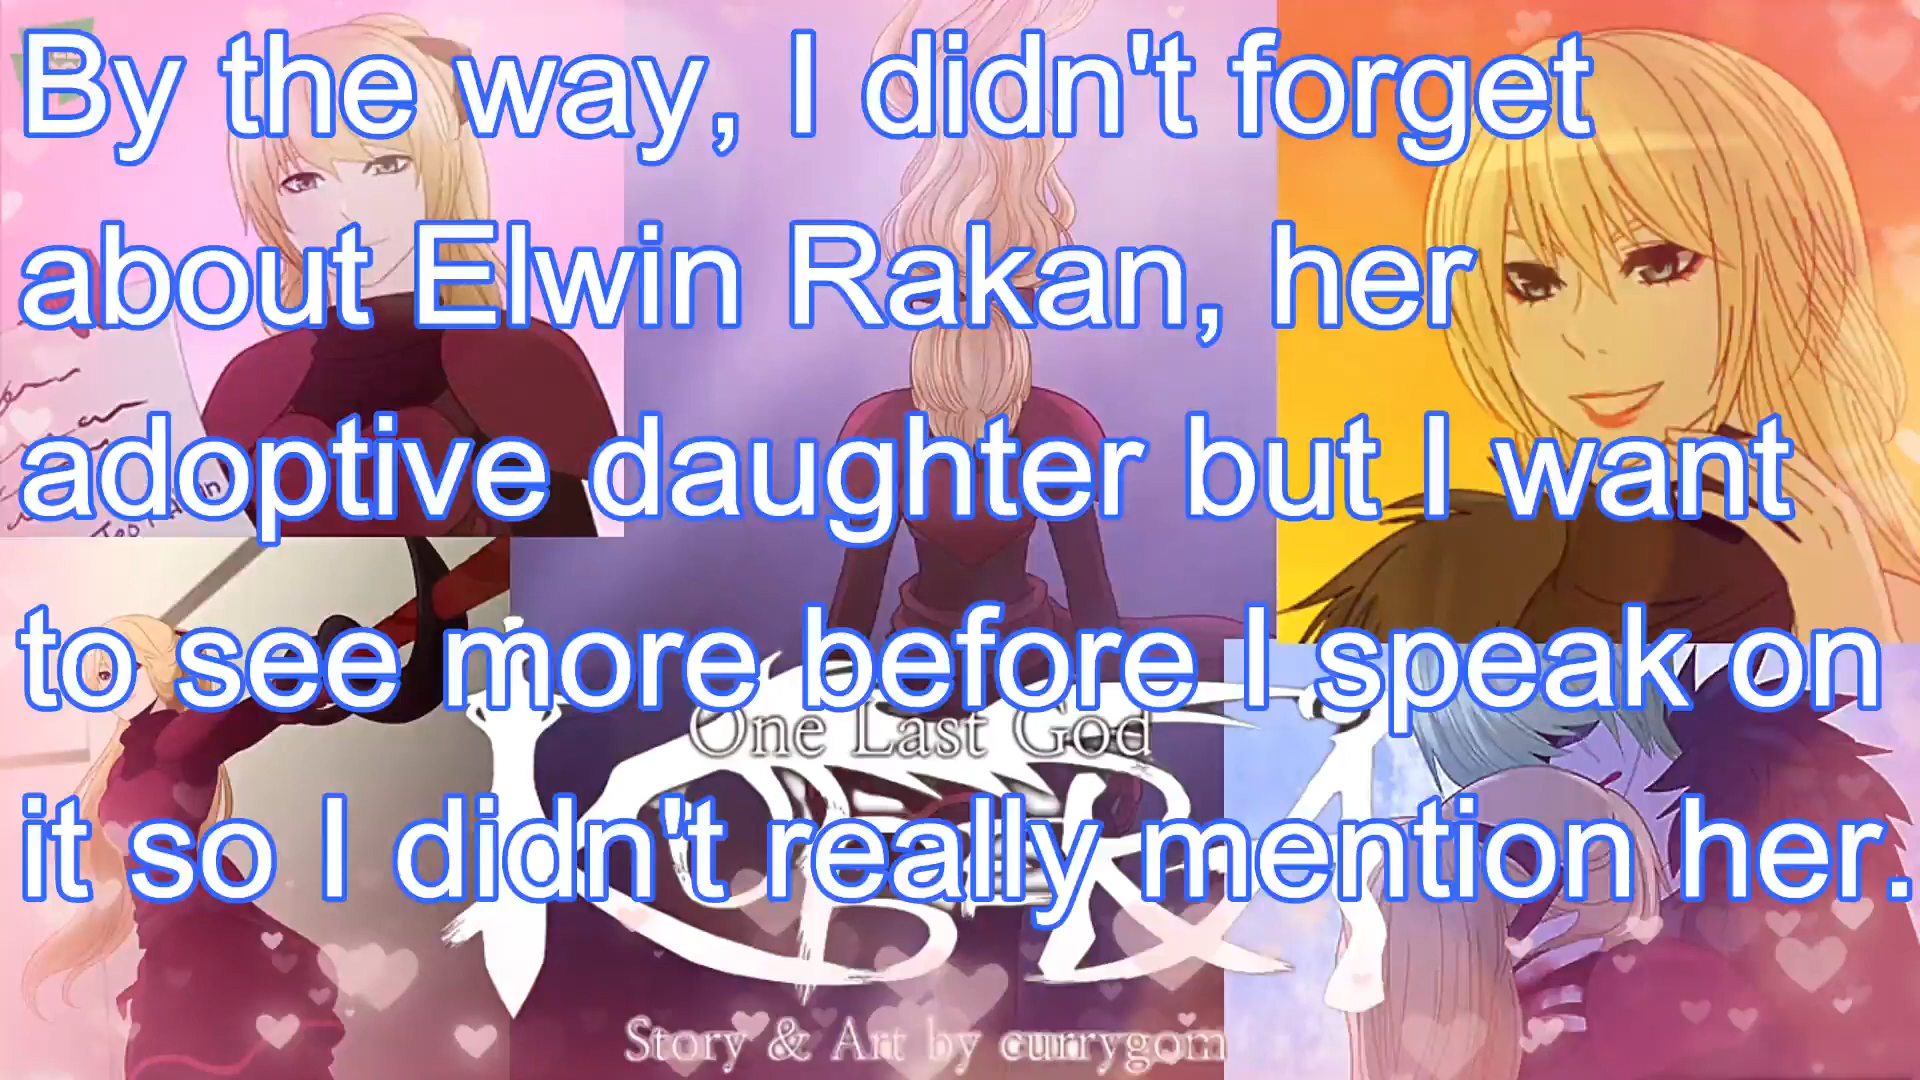 By the way, I didn't forget
about Elwin Rakan, her
adoptive daughter but I want
to see more before I speak on
it so I didn't really mention her.
One Last God
KUBERA
Story & Art by currygom